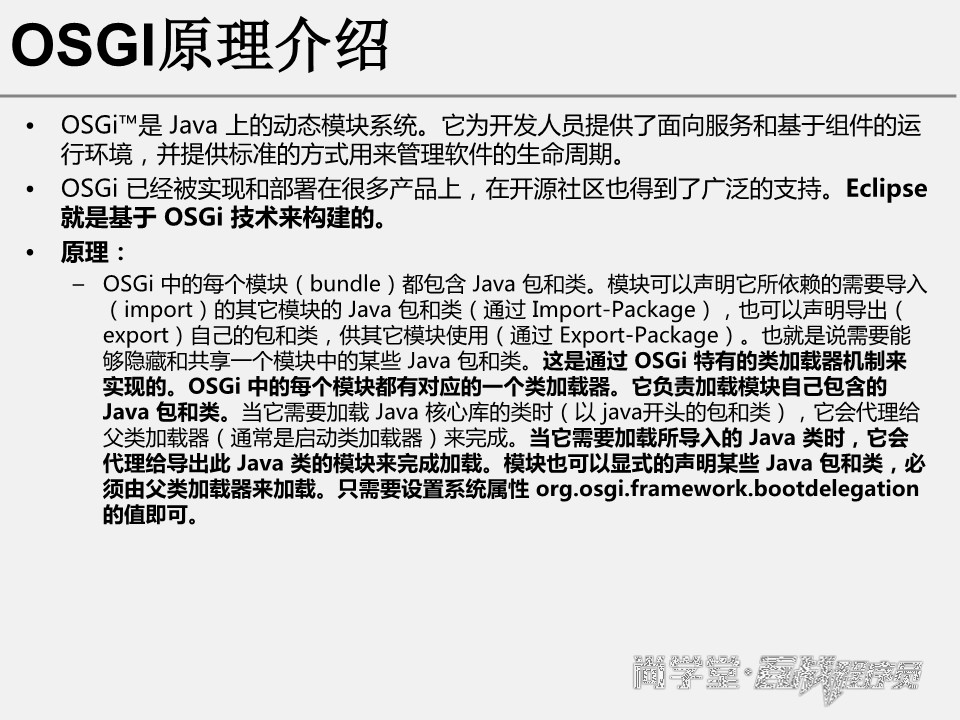 OSGI原理介绍
• OSGi™是 Java 上的动态模块系统。它为开发人员提供了面向服务和基于组件的运
行环境，并提供标准的方式用来管理软件的生命周期。
• OSGi 已经被实现和部署在很多产品上，在开源社区也得到了广泛的支持。Eclipse
就是基于 OSGi 技术来构建的。
• 原理：
– OSGi 中的每个模块（bundle）都包含 Java 包和类。模块可以声明它所依赖的需要导入
（import）的其它模块的 Java 包和类（通过 Import-Package），也可以声明导出（
export）自己的包和类，供其它模块使用（通过 Export-Package）。也就是说需要能
够隐藏和共享一个模块中的某些 Java 包和类。这是通过 OSGi 特有的类加载器机制来
实现的。OSGi 中的每个模块都有对应的一个类加载器。它负责加载模块自己包含的
Java 包和类。当它需要加载 Java 核心库的类时（以 java开头的包和类），它会代理给
父类加载器（通常是启动类加载器）来完成。当它需要加载所导入的 Java 类时，它会
代理给导出此 Java 类的模块来完成加载。模块也可以显式的声明某些 Java 包和类，必
须由父类加载器来加载。只需要设置系统属性 org.osgi.framework.bootdelegation
的值即可。
尚学堂·实战程序员